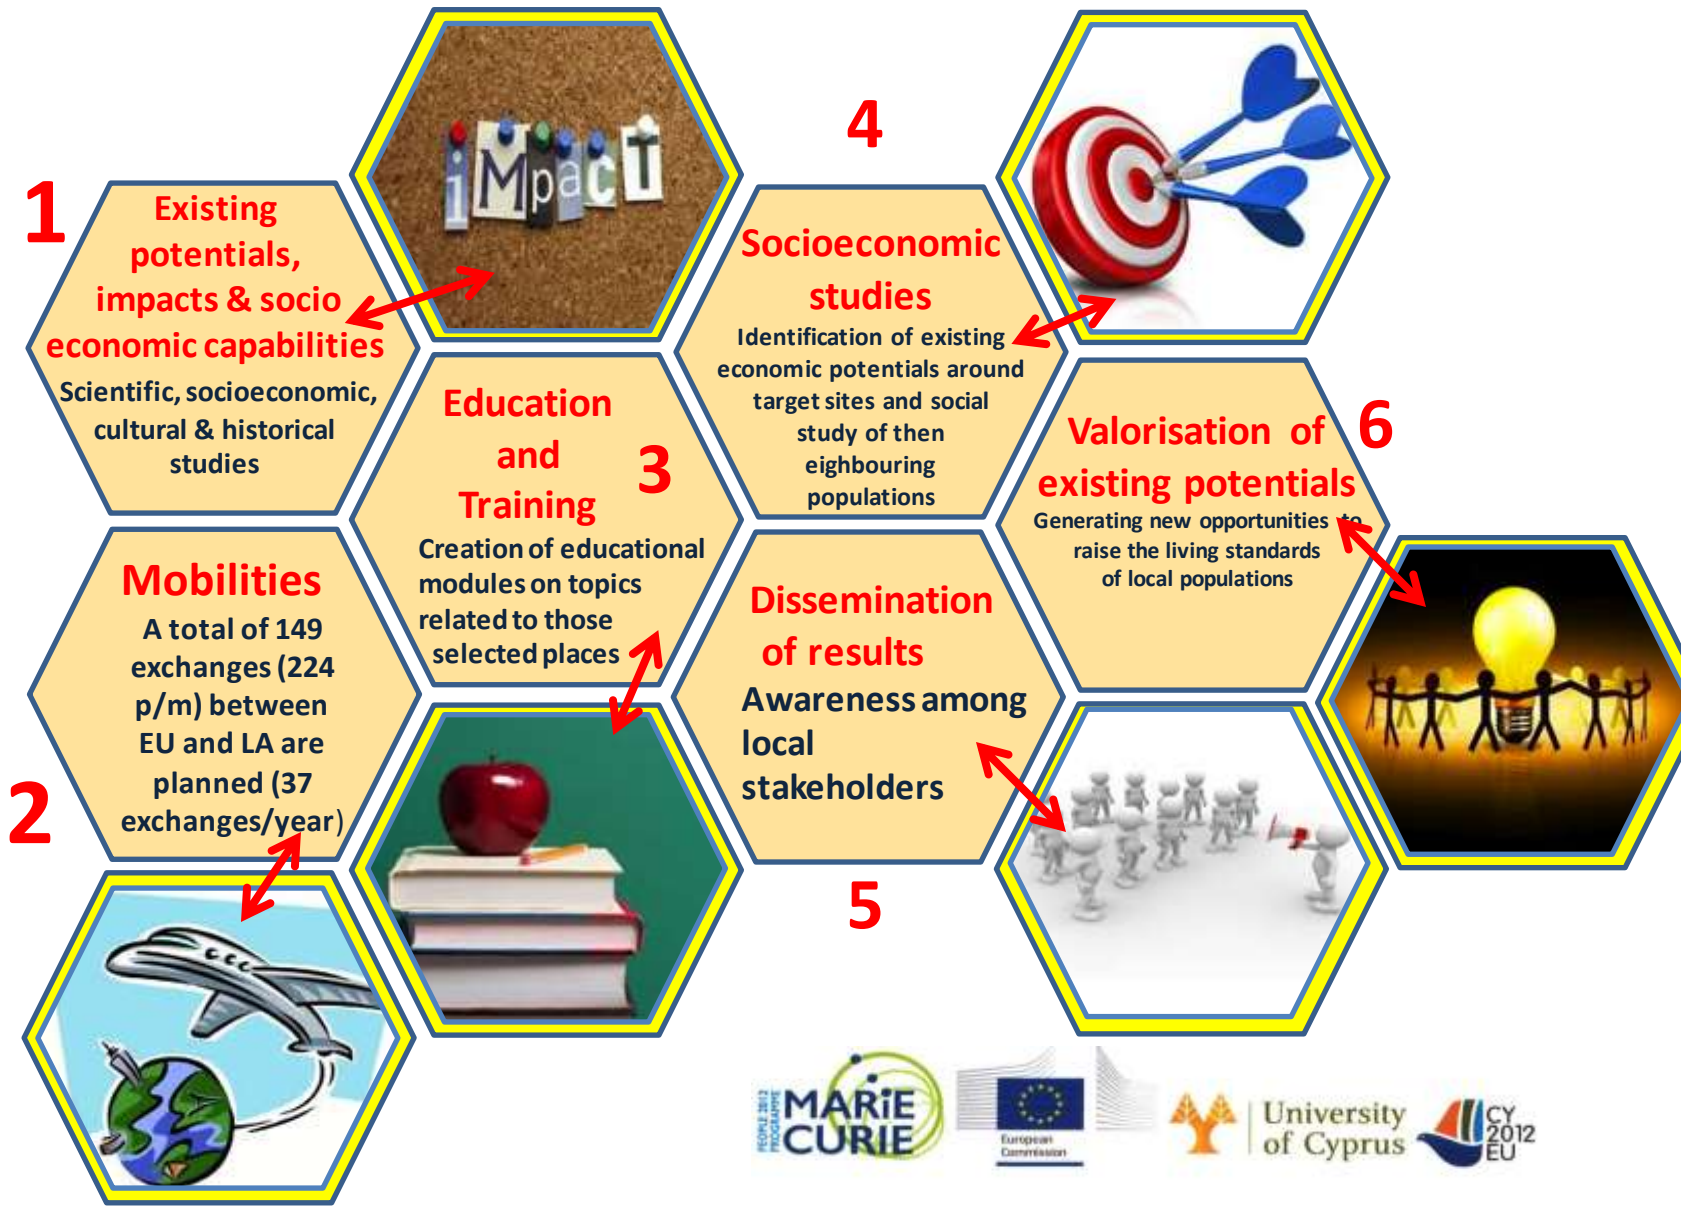 1
Existing
potentials,
impacts & socio
economic capabilities
Scientific, socioeconomic,
cultural & historical
studies
iMpacT
2
Mobilities
A total of 149
exchanges (224
p/m) between
EU and LA are
planned (37
exchanges/year)
3
Education
and
Training
Creation of educational
modules on topics
related to those
selected places
4
Socioeconomic
studies
Identification of existing
economic potentials around
target sites and social
study of then
eighbouring
populations
5
Dissemination
of results
Awareness among
local
stakeholders
6
Valorisation of
existing potentials
Generating new opportunities to
raise the living standards
of local populations
PEOPLE 2012
PROGRAMME
MARiE
CURIE
European
Commission
University
of Cyprus
CY
2012
EU